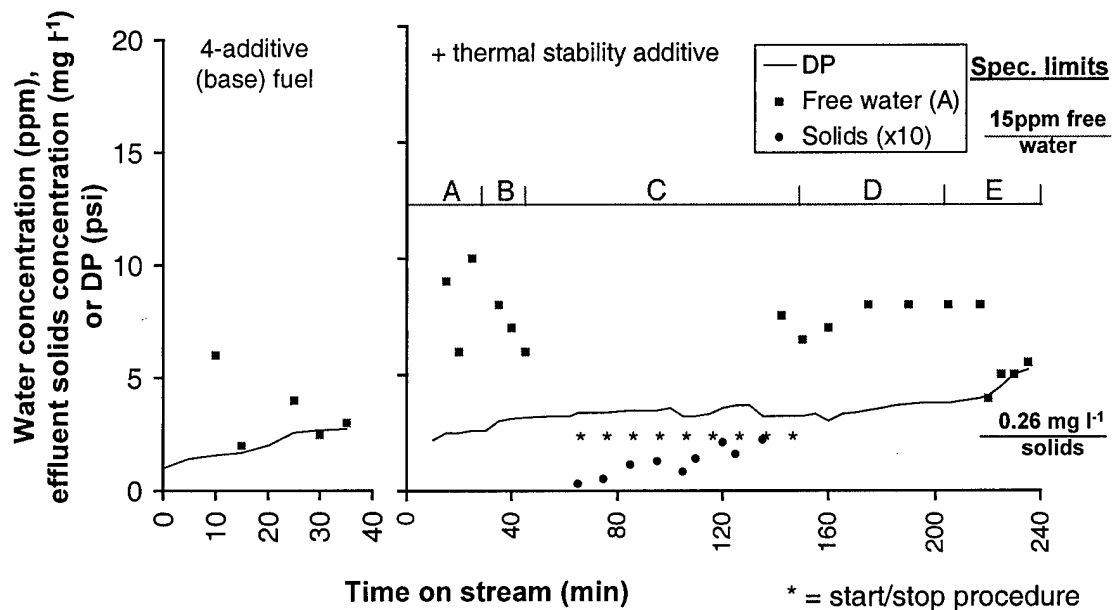 Water concentration (ppm),
effluent solids concentration (mg l-1)
or DP (psi)
20
15
10
5
0
4-additive
(base) fuel
0
10
20
30
40
+ thermal stability additive
DP
Free water (A)
Solids (x10)
Spec. limits
15ppm free
water
A
B
C
D
E
0.26 mg l-1
solids
* * * * * * * * *
0
40
80
120
160
200
240
Time on stream (min)
* = start/stop procedure